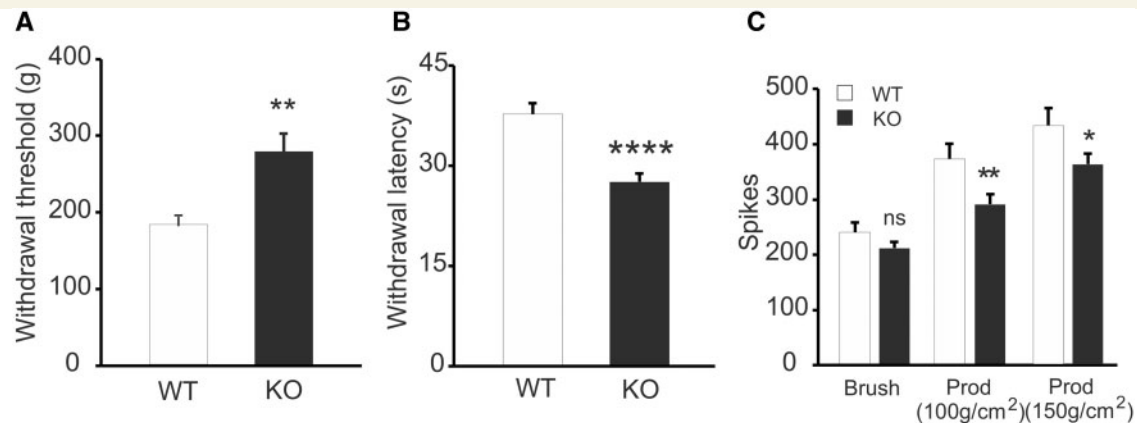 A
Withdrawal threshold (g)
400
300
200
100
0
**
WT
KO
B
Withdrawal latency (s)
45
30
15
0
****
WT
KO
C
Spikes
500
400
300
200
100
0
WT
KO
ns
**
*
Brush
Prod
(100g/cm²)
Prod
(150g/cm²)